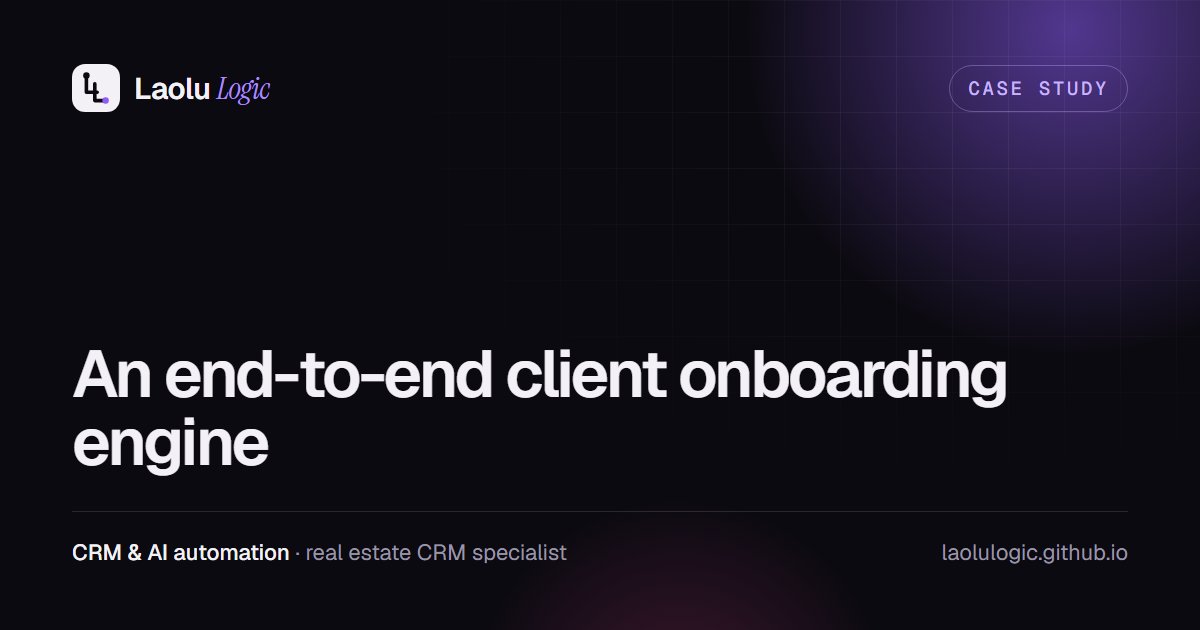 Laolu Logic
CASE STUDY
An end-to-end client onboarding
engine
CRM & AI automation · real estate CRM specialist
laolulogic.github.io